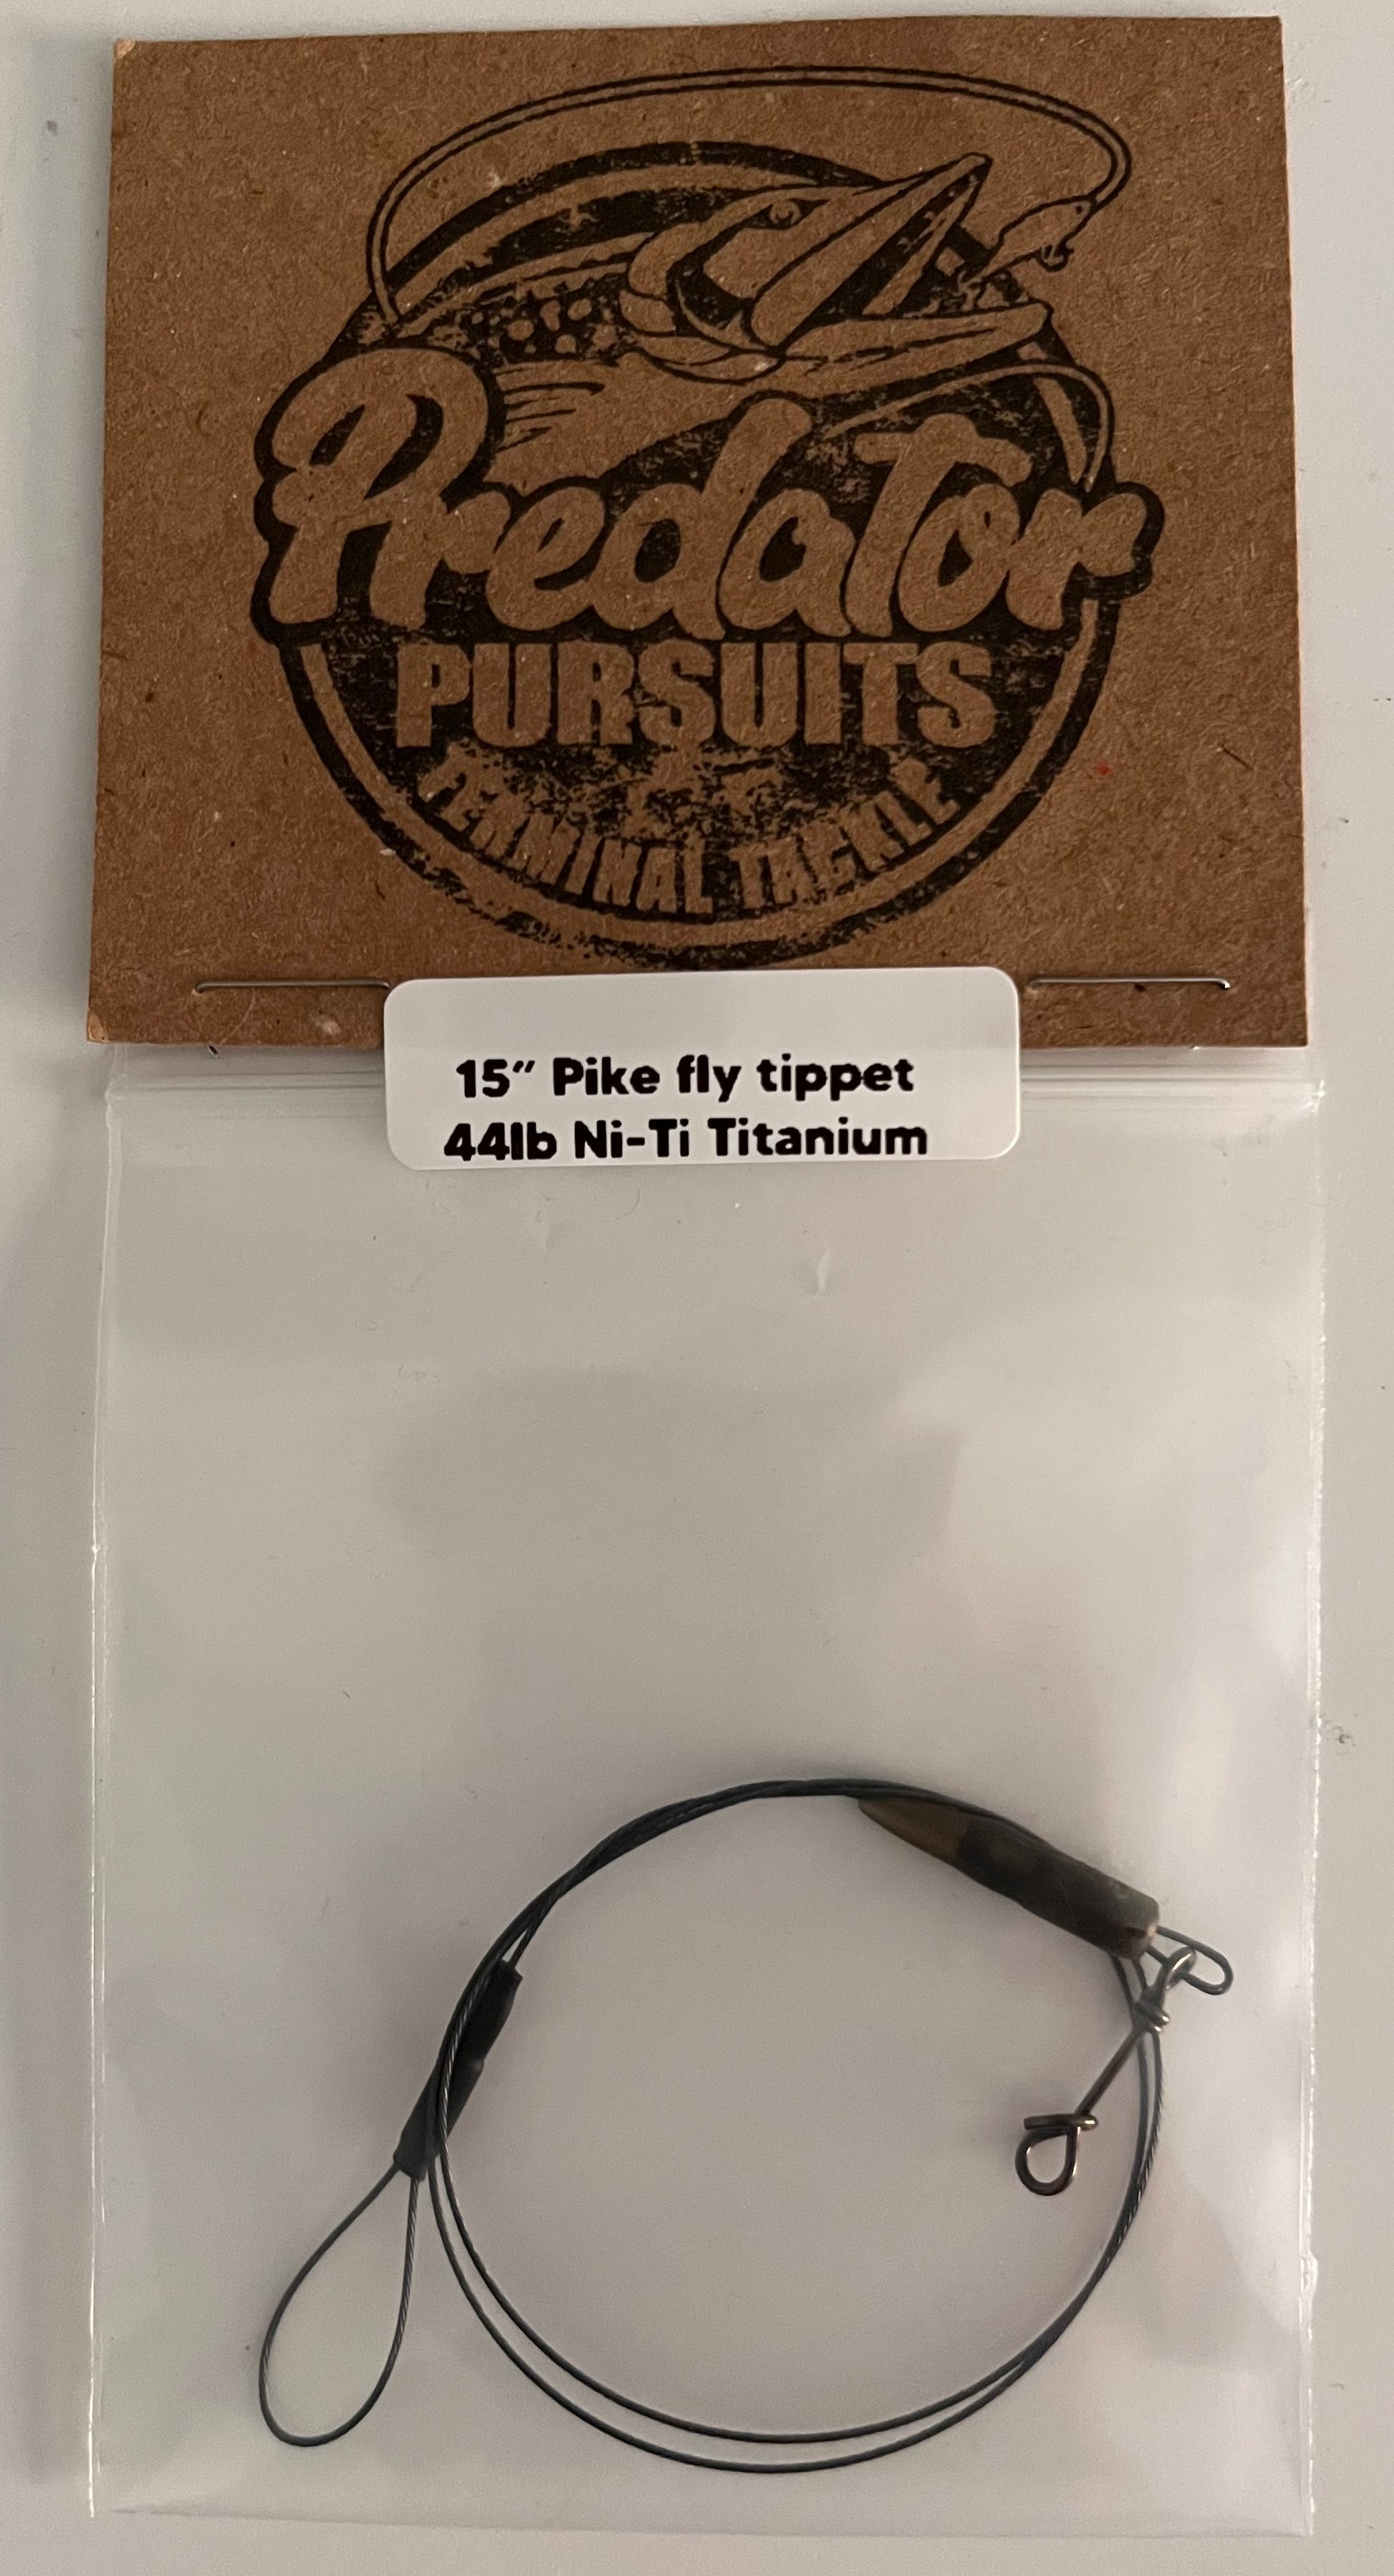 PredaTor
PURSUITS
TERMINAL TACKLE
15" Pike fly tippet
44lb Ni-Ti Titanium